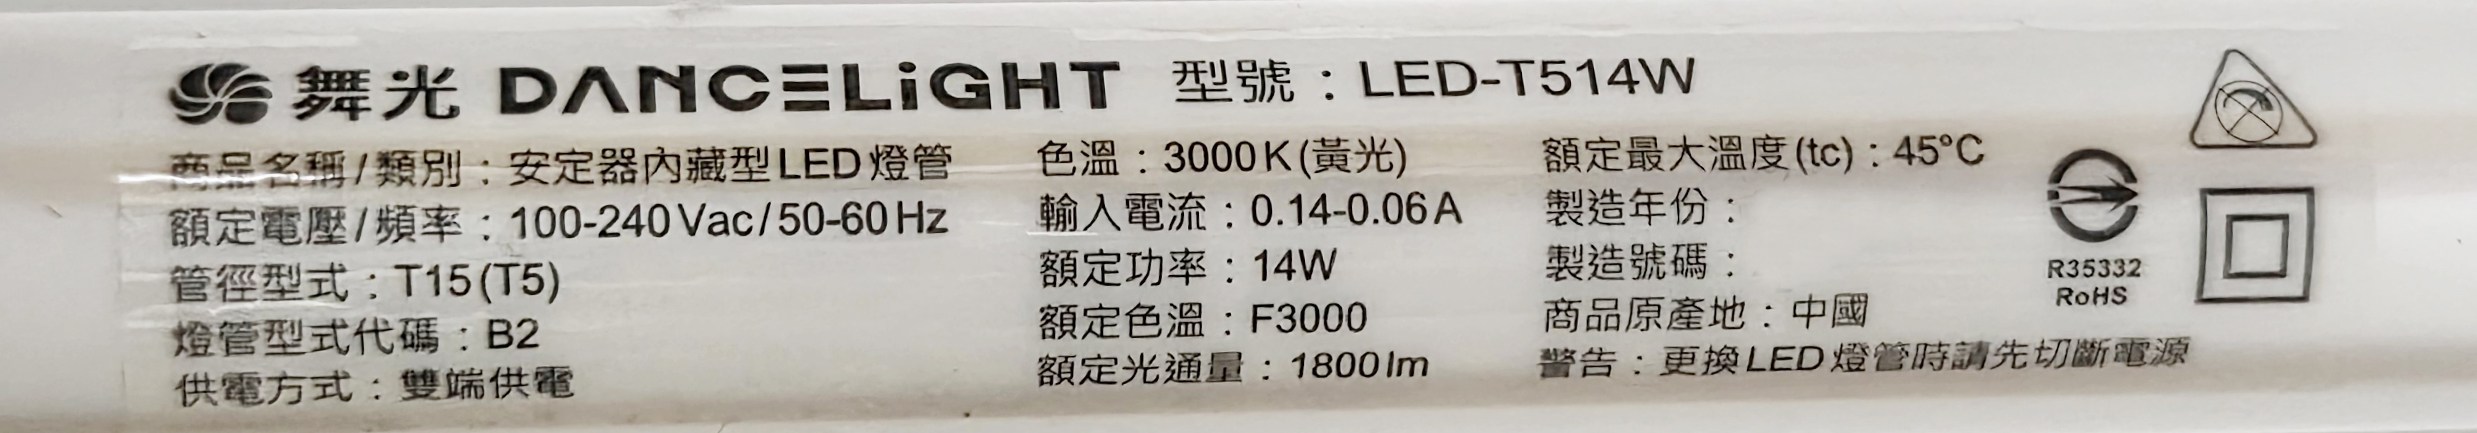 舞光 DANCELiGHT 型號：LED-T514W
商品名稱/類別：安定器內藏型LED燈管
額定電壓/頻率：100-240Vac/50-60Hz
管徑型式：T15(T5)
燈管型式代碼：B2
供電方式：雙端供電
色溫：3000K(黃光)
輸入電流：0.14-0.06A
額定功率：14W
額定色溫：F3000
額定光通量：1800lm
額定最大溫度(tc)：45°C
製造年份：
製造號碼：
商品原產地：中國
警告：更換LED燈管時請先切斷電源
R35332
RoHS